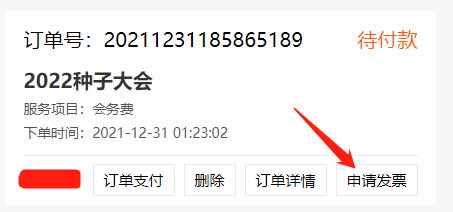 订单号：20211231185865189 待付款
2022种子大会
服务项目：会务费
下单时间：2021-12-31 01:23:02
订单支付 删除 订单详情 申请发票